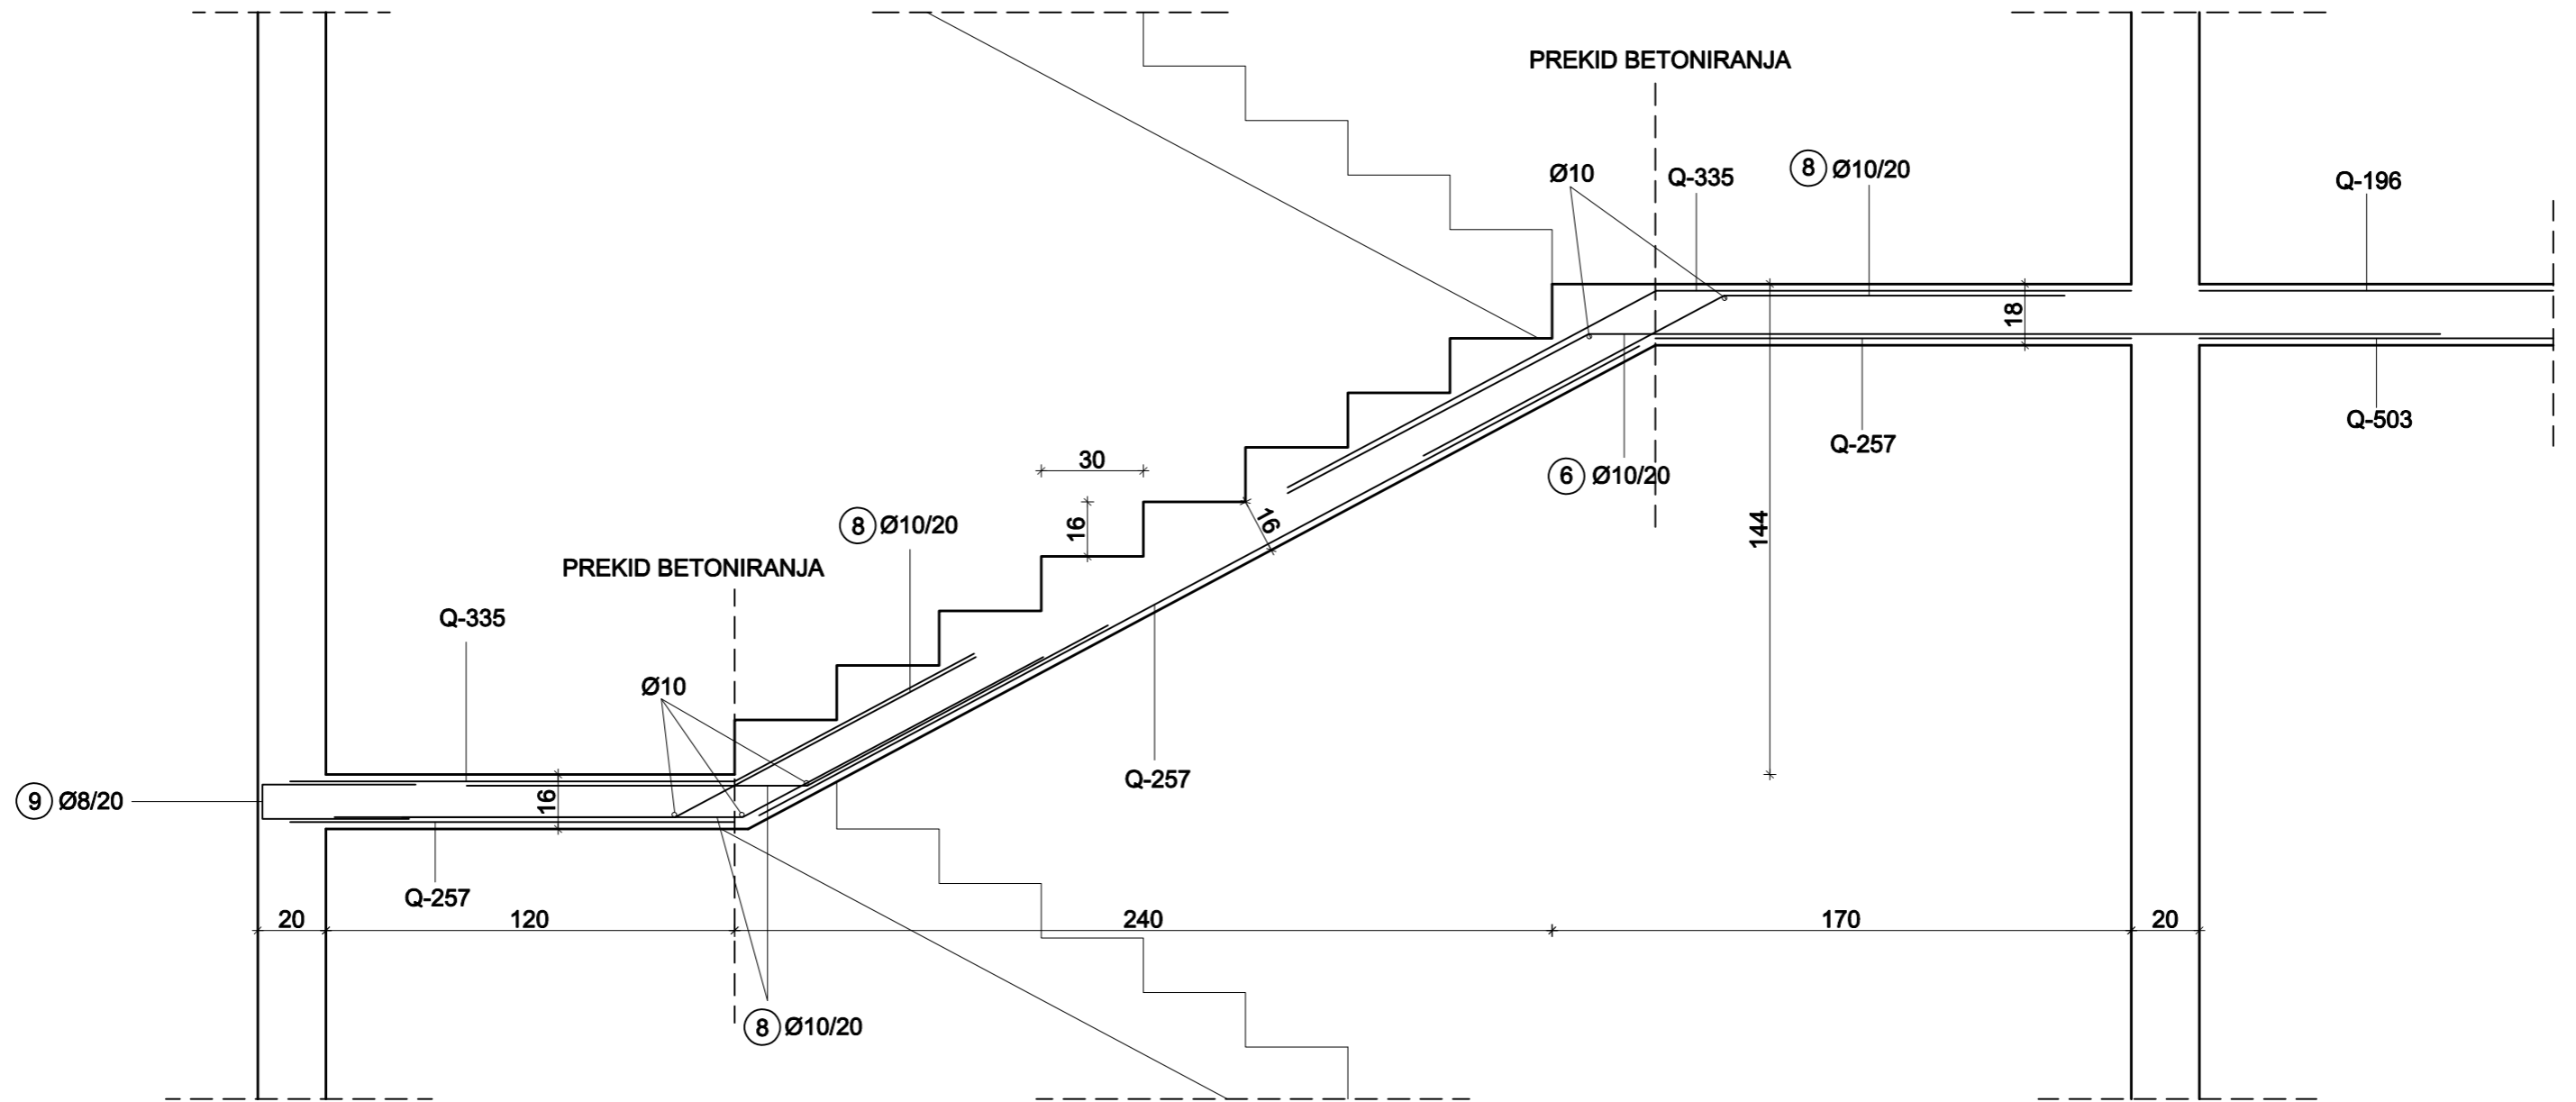 PREKID BETONIRANJA
Ø10
Q-335
8 Ø10/20
Q-196
18
Q-257
Q-503
6 Ø10/20
30
16
16
144
8 Ø10/20
PREKID BETONIRANJA
Q-335
Ø10
Q-257
9 Ø8/20
16
Q-257
20
120
240
170
20
8 Ø10/20